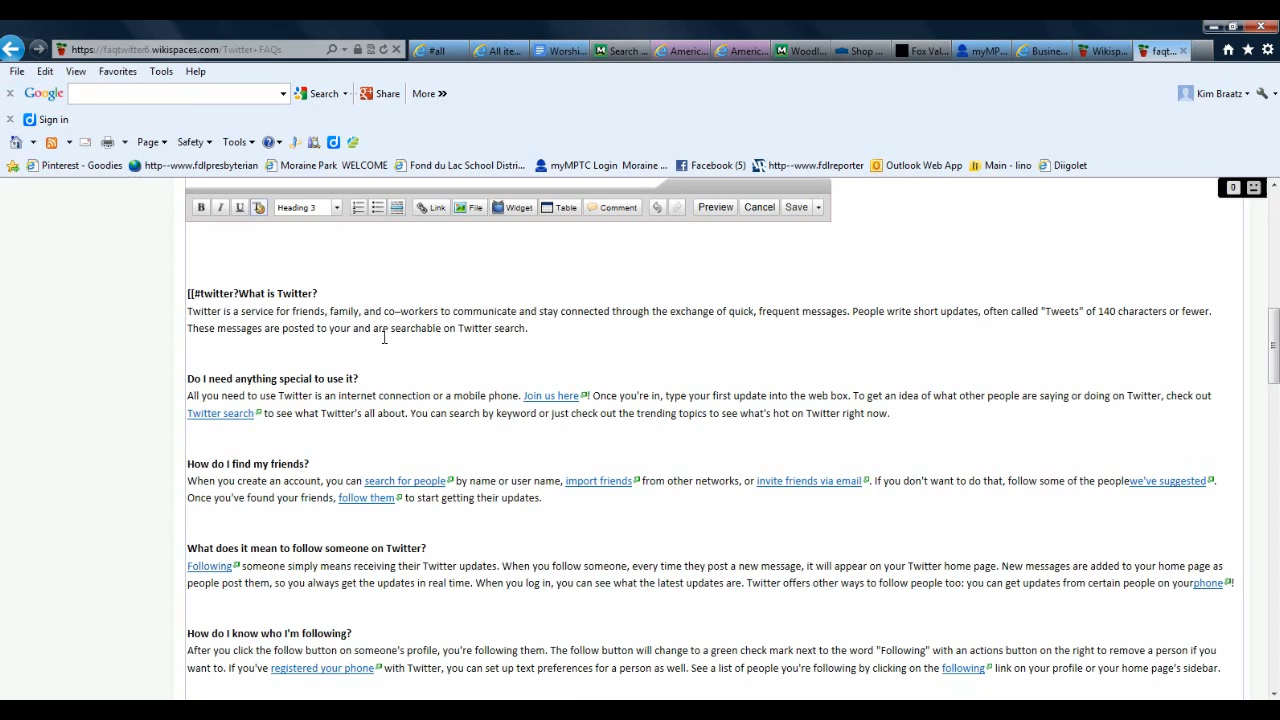 https://faqtwitter6.wikispaces.com/Twitter+FAQs
#all
All ite...
Worshi...
Search ...
Americ...
Americ...
Woodl...
Shop ...
Fox Val...
myMP...
Busine...
Wikisp...
faqt...
File Edit View Favorites Tools Help
Google Search Share More »
Kim Braatz
Sign in
Page Safety Tools
Pinterest - Goodies
http--www.fdlpresbyterian
Moraine Park WELCOME
Fond du Lac School Distri...
myMPTC Login Moraine ...
Facebook (5)
http--www.fdlreporter
Outlook Web App
Main - lino
Diigolet
0
B I U Heading 3 Link File Widget Table Comment Preview Cancel Save
[[#twitter?What is Twitter?
Twitter is a service for friends, family, and co–workers to communicate and stay connected through the exchange of quick, frequent messages. People write short updates, often called "Tweets" of 140 characters or fewer.
These messages are posted to your and are searchable on Twitter search.
Do I need anything special to use it?
All you need to use Twitter is an internet connection or a mobile phone. Join us here! Once you're in, type your first update into the web box. To get an idea of what other people are saying or doing on Twitter, check out
Twitter search to see what Twitter's all about. You can search by keyword or just check out the trending topics to see what's hot on Twitter right now.
How do I find my friends?
When you create an account, you can search for people by name or user name, import friends from other networks, or invite friends via email. If you don't want to do that, follow some of the peoplewe've suggested.
Once you've found your friends, follow them to start getting their updates.
What does it mean to follow someone on Twitter?
Following someone simply means receiving their Twitter updates. When you follow someone, every time they post a new message, it will appear on your Twitter home page. New messages are added to your home page as
people post them, so you always get the updates in real time. When you log in, you can see what the latest updates are. Twitter offers other ways to follow people too: you can get updates from certain people on yourphone!
How do I know who I'm following?
After you click the follow button on someone's profile, you're following them. The follow button will change to a green check mark next to the word "Following" with an actions button on the right to remove a person if you
want to. If you've registered your phone with Twitter, you can set up text preferences for a person as well. See a list of people you're following by clicking on the following link on your profile or your home page's sidebar.